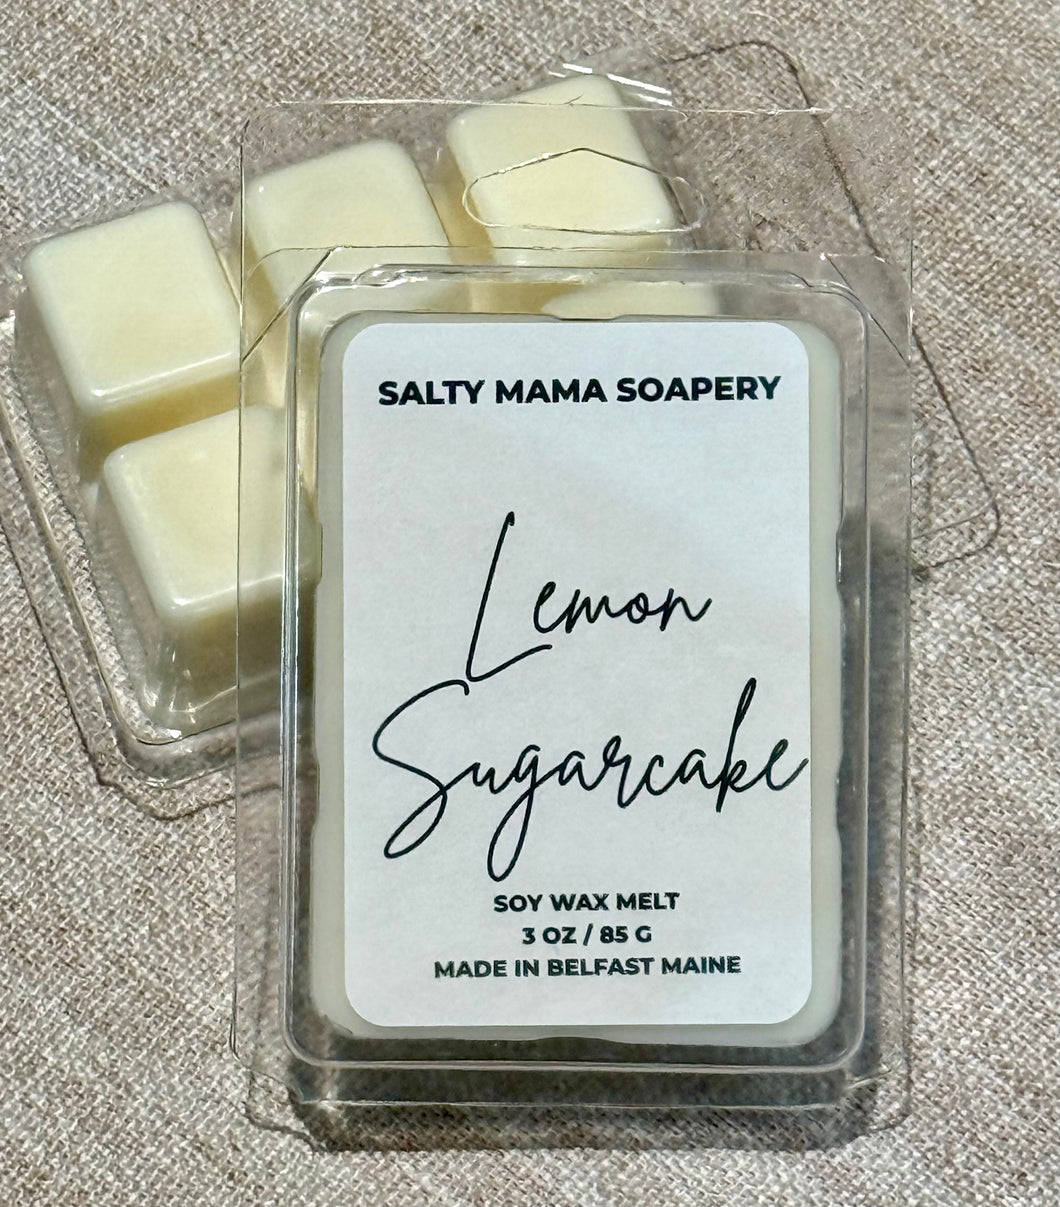 SALTY MAMA SOAPERY
Lemon
Sugarcake
SOY WAX MELT
3 OZ / 85 G
MADE IN BELFAST MAINE